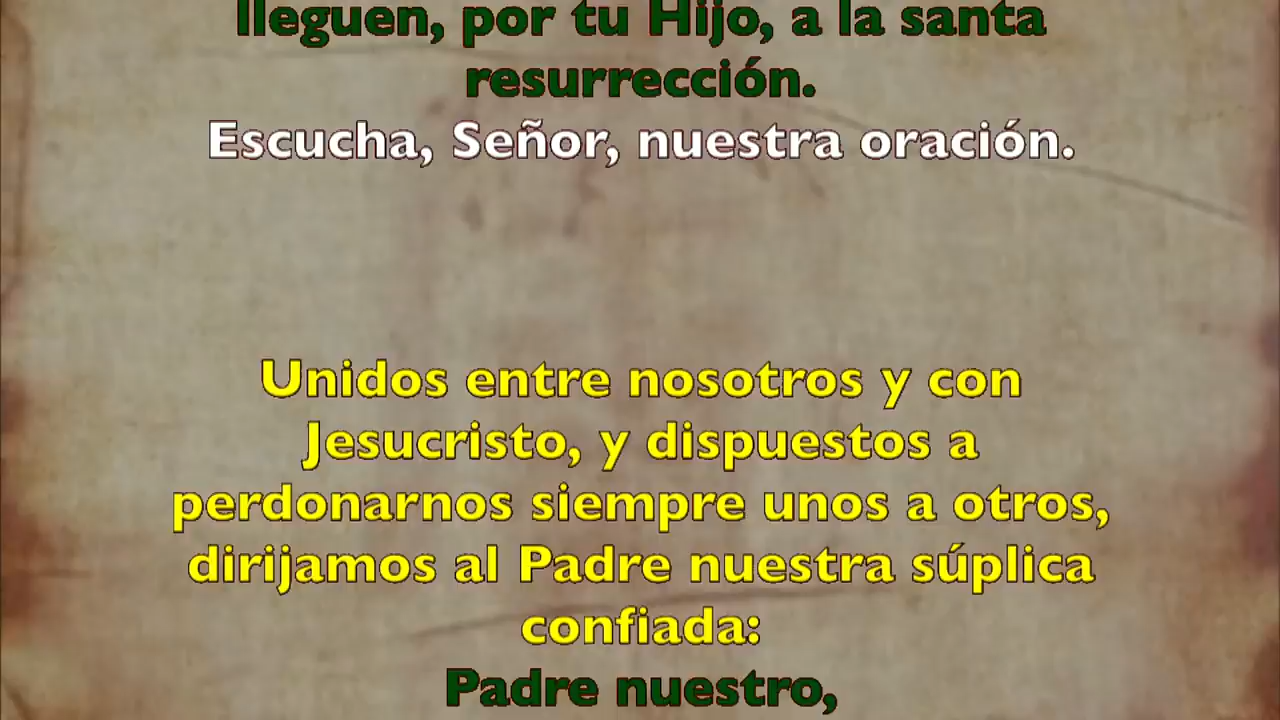 lleguen, por tu Hijo, a la santa
resurrección.
Escucha, Señor, nuestra oración.
Unidos entre nosotros y con
Jesucristo, y dispuestos a
perdonarnos siempre unos a otros,
dirijamos al Padre nuestra súplica
confiada:
Padre nuestro,